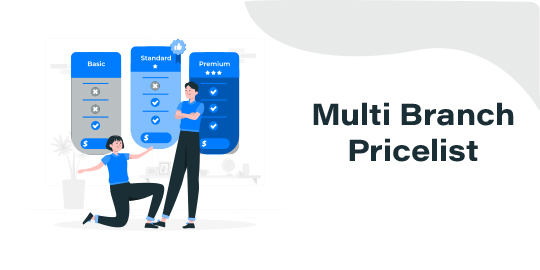 Basic
Standard
Premium
$
$
Multi Branch
Pricelist